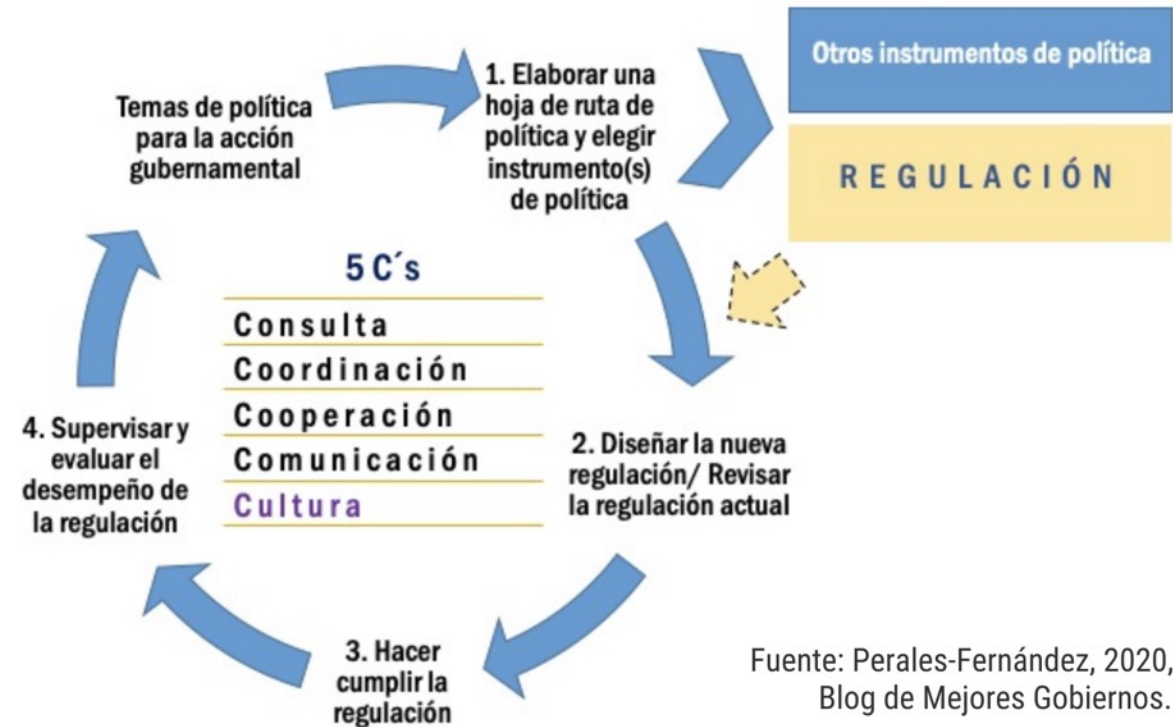 Temas de política
para la acción
gubernamental
1. Elaborar una
hoja de ruta de
política y elegir
instrumento(s)
de política
Otros instrumentos de política
REGULACIÓN
5 C´s
Consulta
Coordinación
Cooperación
Comunicación
Cultura
2. Diseñar la nueva
regulación/ Revisar
la regulación actual
3. Hacer
cumplir la
regulación
4. Supervisar y
evaluar el
desempeño de
la regulación
Fuente: Perales-Fernández, 2020,
Blog de Mejores Gobiernos.